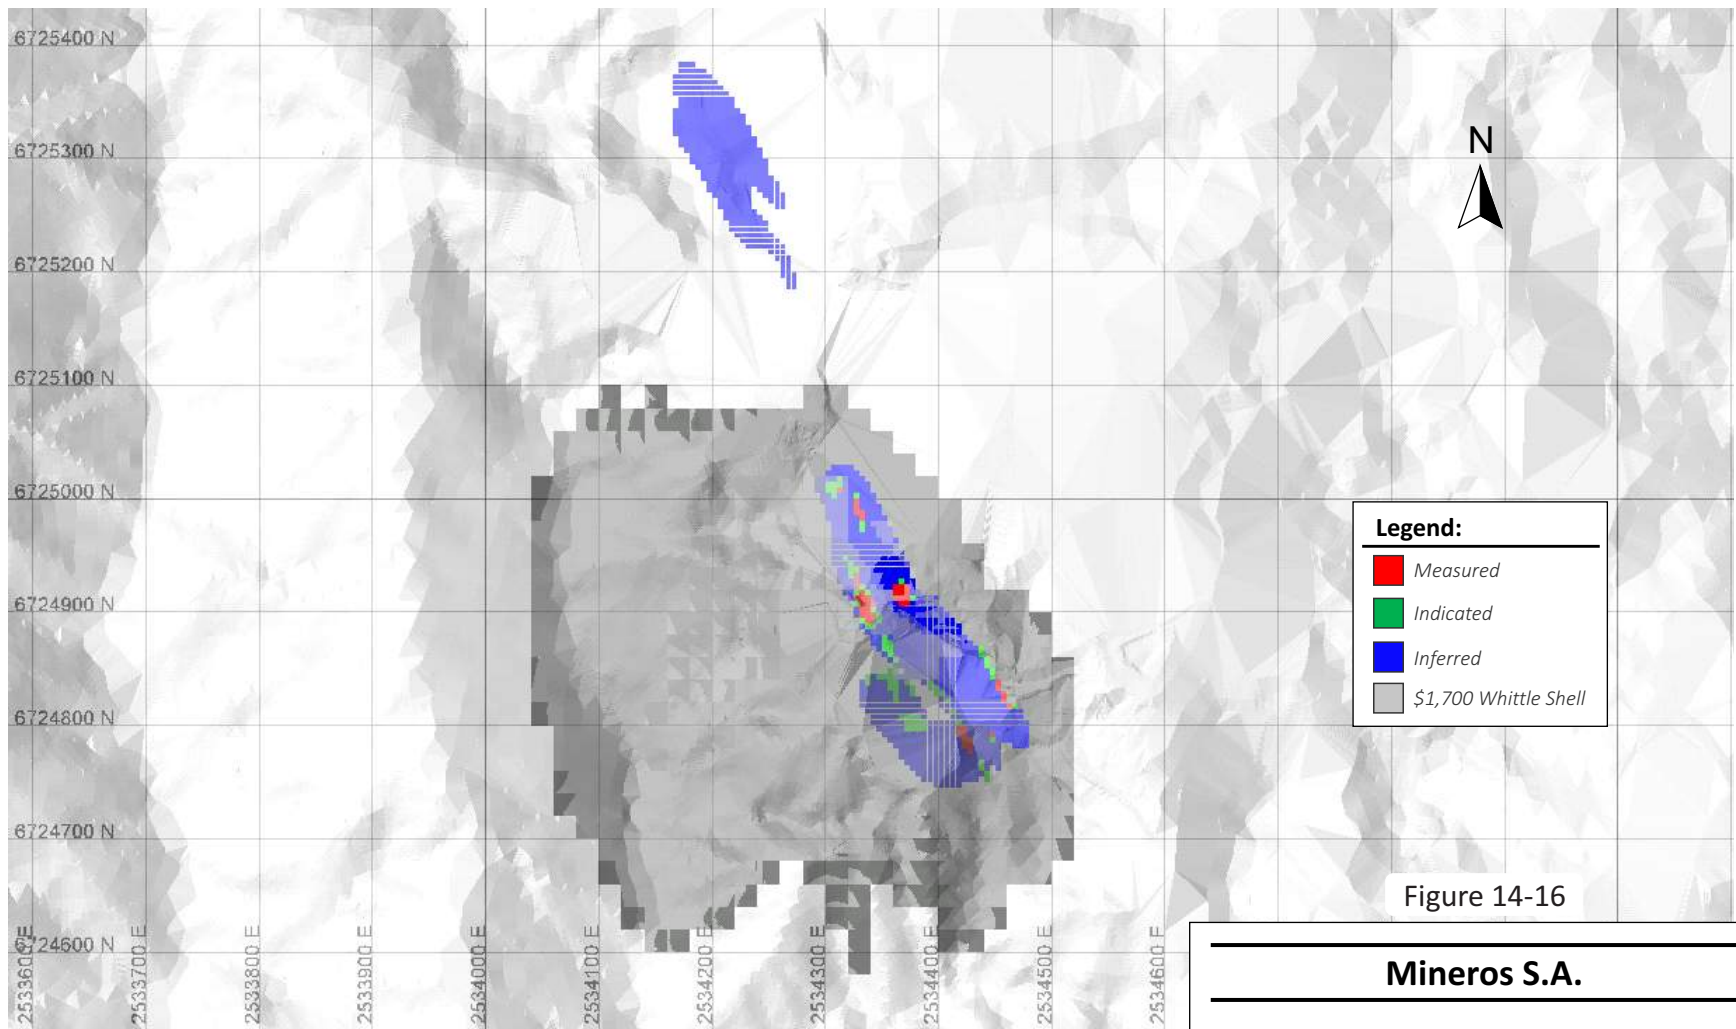 6725400 N
6725300 N
6725200 N
6725100 N
6725000 N
6724900 N
6724800 N
6724700 N
6724600 N
2533600 E
2533700 E
2533800 E
2533900 E
2534000 E
2534100 E
2534200 E
2534300 E
2534400 E
2534500 E
2534600 E
N
Legend:
Measured
Indicated
Inferred
$1,700 Whittle Shell
Figure 14-16
Mineros S.A.